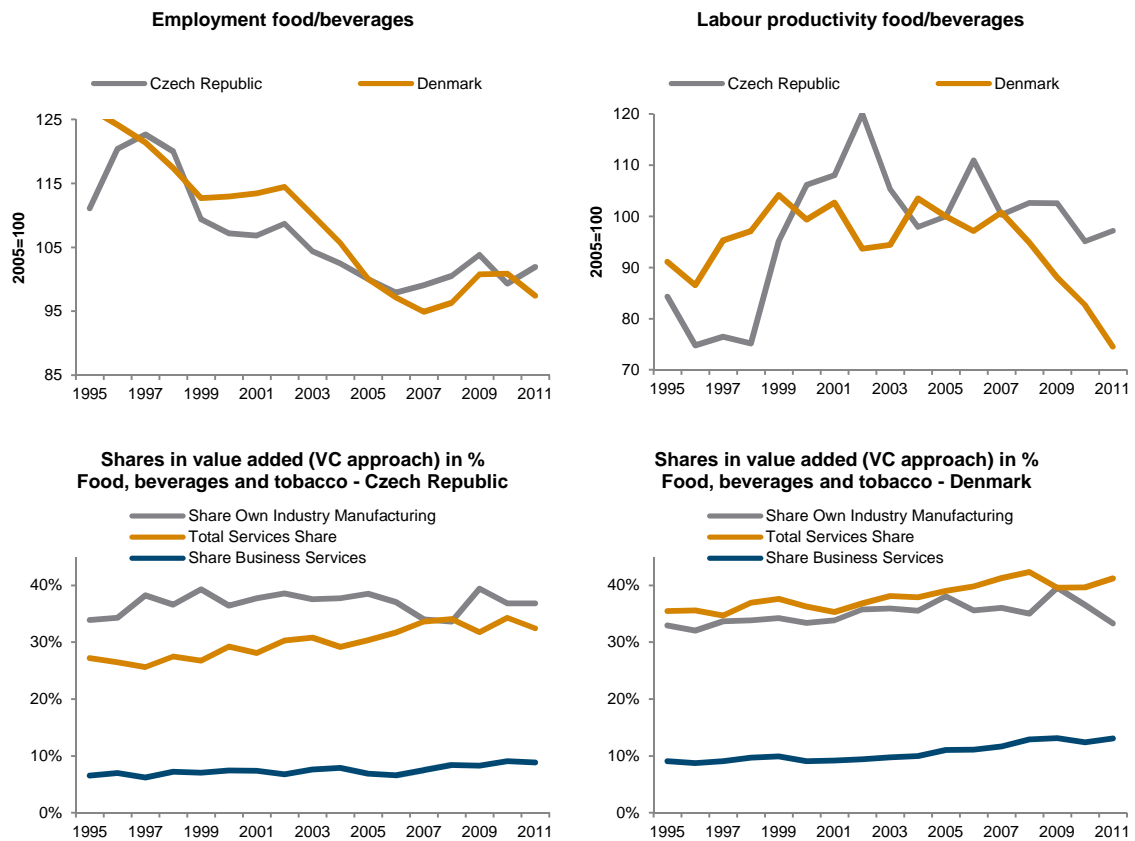 Employment food/beverages
Czech Republic
Denmark
2005=100
125
115
105
95
85
1995 1997 1999 2001 2003 2005 2007 2009 2011
Labour productivity food/beverages
Czech Republic
Denmark
2005=100
120
110
100
90
80
70
1995 1997 1999 2001 2003 2005 2007 2009 2011
Shares in value added (VC approach) in %
Food, beverages and tobacco - Czech Republic
Share Own Industry Manufacturing
Total Services Share
Share Business Services
40%
30%
20%
10%
0%
1995 1997 1999 2001 2003 2005 2007 2009 2011
Shares in value added (VC approach) in %
Food, beverages and tobacco - Denmark
Share Own Industry Manufacturing
Total Services Share
Share Business Services
40%
30%
20%
10%
0%
1995 1997 1999 2001 2003 2005 2007 2009 2011